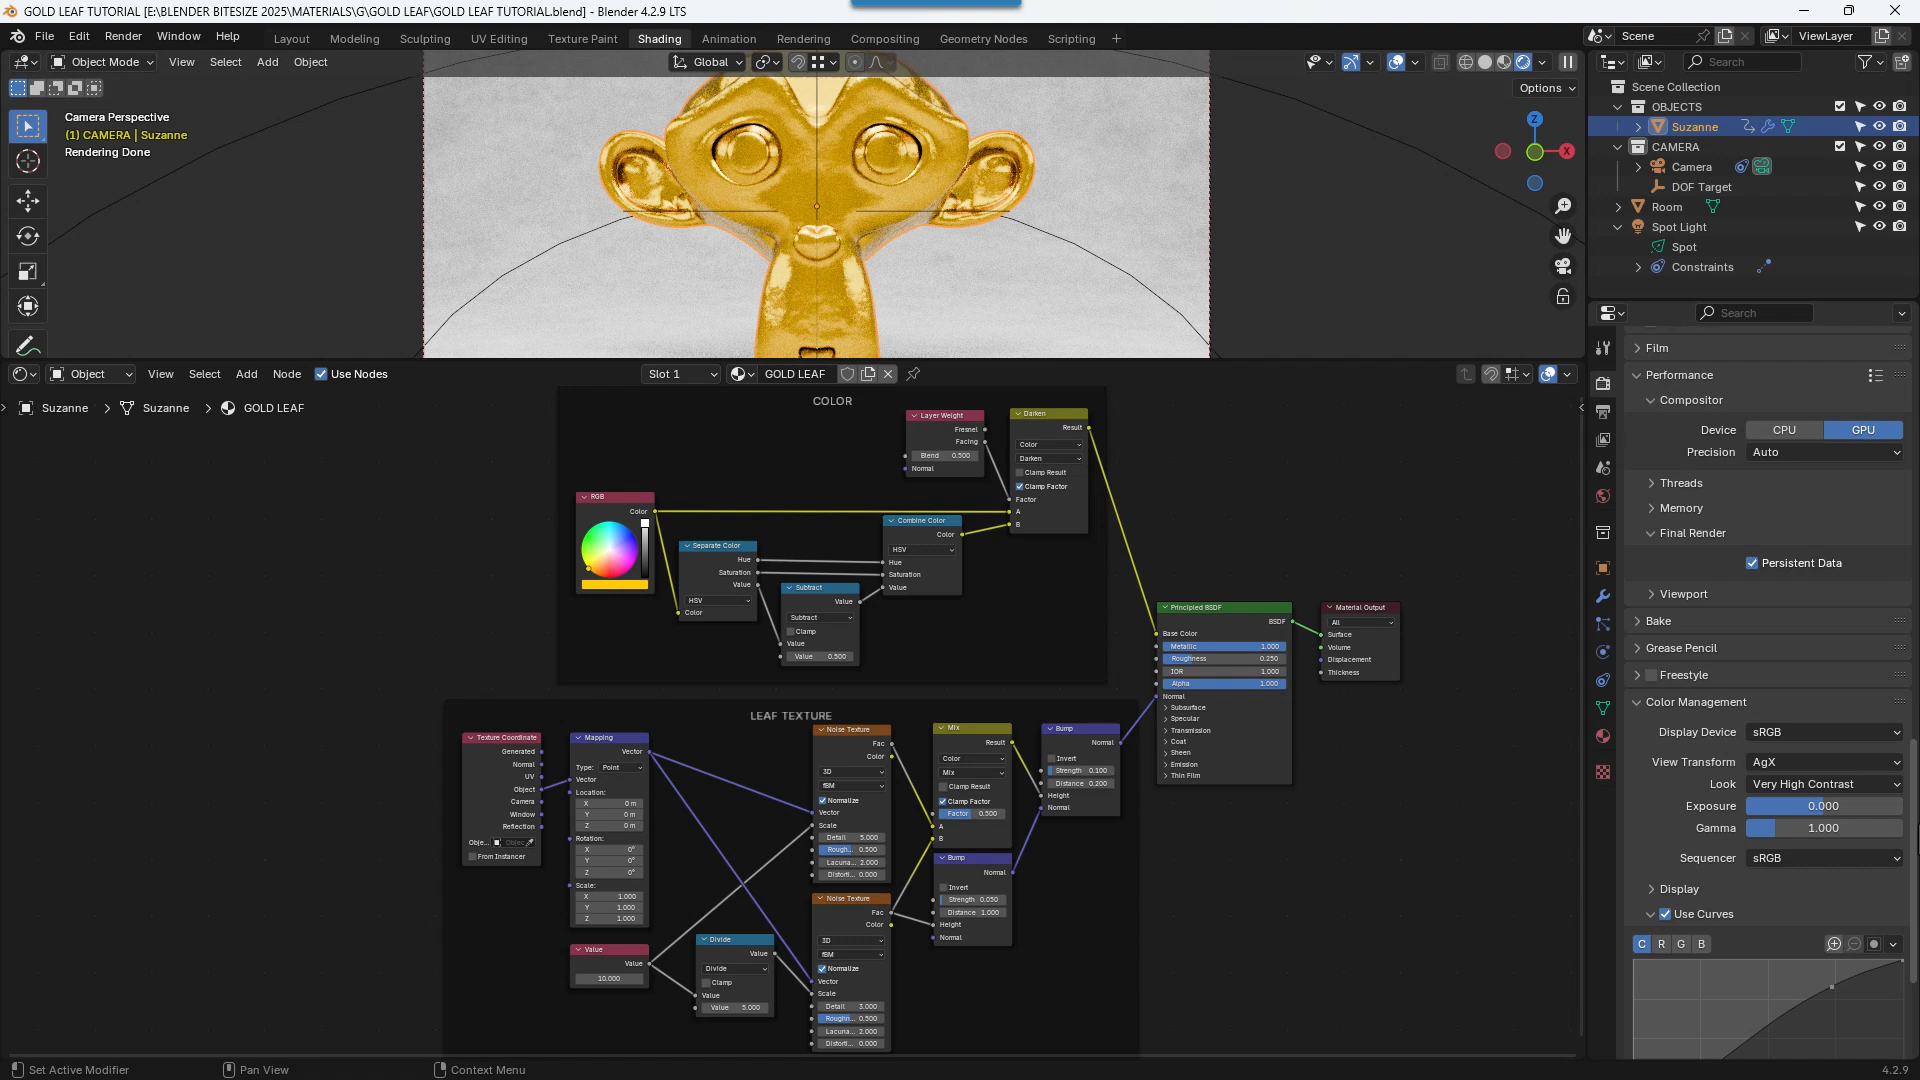 GOLD LEAF TUTORIAL [E:\BLENDER BITESIZE 2025\MATERIALS\G\GOLD LEAF\GOLD LEAF TUTORIAL.blend] - Blender 4.2.9 LTS
File Edit Render Window Help Layout Modeling Sculpting UV Editing Texture Paint Shading Animation Rendering Compositing Geometry Nodes Scripting + Scene ViewLayer
Object Mode View Select Add Object Global Search
Options
Camera Perspective
(1) CAMERA | Suzanne
Rendering Done
Z
X
Scene Collection
OBJECTS
Suzanne
CAMERA
Camera
DOF Target
Room
Spot Light
Spot
Constraints
Search
Film
Performance
Compositor
Device CPU GPU
Precision Auto
Threads
Memory
Final Render
Persistent Data
Viewport
Bake
Grease Pencil
Freestyle
Color Management
Display Device sRGB
View Transform AgX
Look Very High Contrast
Exposure 0.000
Gamma 1.000
Sequencer sRGB
Display
Use Curves
C R G B
Object View Select Add Node Use Nodes Slot 1 GOLD LEAF
Suzanne > Suzanne > GOLD LEAF
COLOR
Layer Weight
Fresnel
Facing
Blend 0.500
Normal
Darken
Result
Color
Darken
Clamp Result
Clamp Factor
Factor
A
B
RGB
Color
Separate Color
Hue
Saturation
Value
HSV
Color
Subtract
Value
Subtract
Clamp
Value
Value 0.500
Combine Color
Color
HSV
Hue
Saturation
Value
Principled BSDF
BSDF
Base Color
Metallic 1.000
Roughness 0.250
IOR 1.000
Alpha 1.000
Normal
Subsurface
Specular
Transmission
Coat
Sheen
Emission
Thin Film
Material Output
All
Surface
Volume
Displacement
Thickness
LEAF TEXTURE
Texture Coordinate
Generated
Normal
UV
Object
Camera
Window
Reflection
Obje... Objec
From Instancer
Mapping
Vector
Type: Point
Vector
Location:
X 0 m
Y 0 m
Z 0 m
Rotation:
X 0°
Y 0°
Z 0°
Scale:
X 1.000
Y 1.000
Z 1.000
Value
Value
10.000
Divide
Value
Divide
Clamp
Value
Value 5.000
Noise Texture
Fac
Color
3D
fBM
Normalize
Vector
Scale
Detail 5.000
Rough... 0.500
Lacuna... 2.000
Distorti... 0.000
Noise Texture
Fac
Color
3D
fBM
Normalize
Vector
Scale
Detail 3.000
Roughn... 0.500
Lacuna... 2.000
Distorti... 0.000
Mix
Result
Color
Mix
Clamp Result
Clamp Factor
Factor 0.500
A
B
Bump
Normal
Invert
Strength 0.050
Distance 1.000
Height
Normal
Bump
Normal
Invert
Strength 0.100
Distance 0.200
Height
Normal
Set Active Modifier Pan View Context Menu 4.2.9